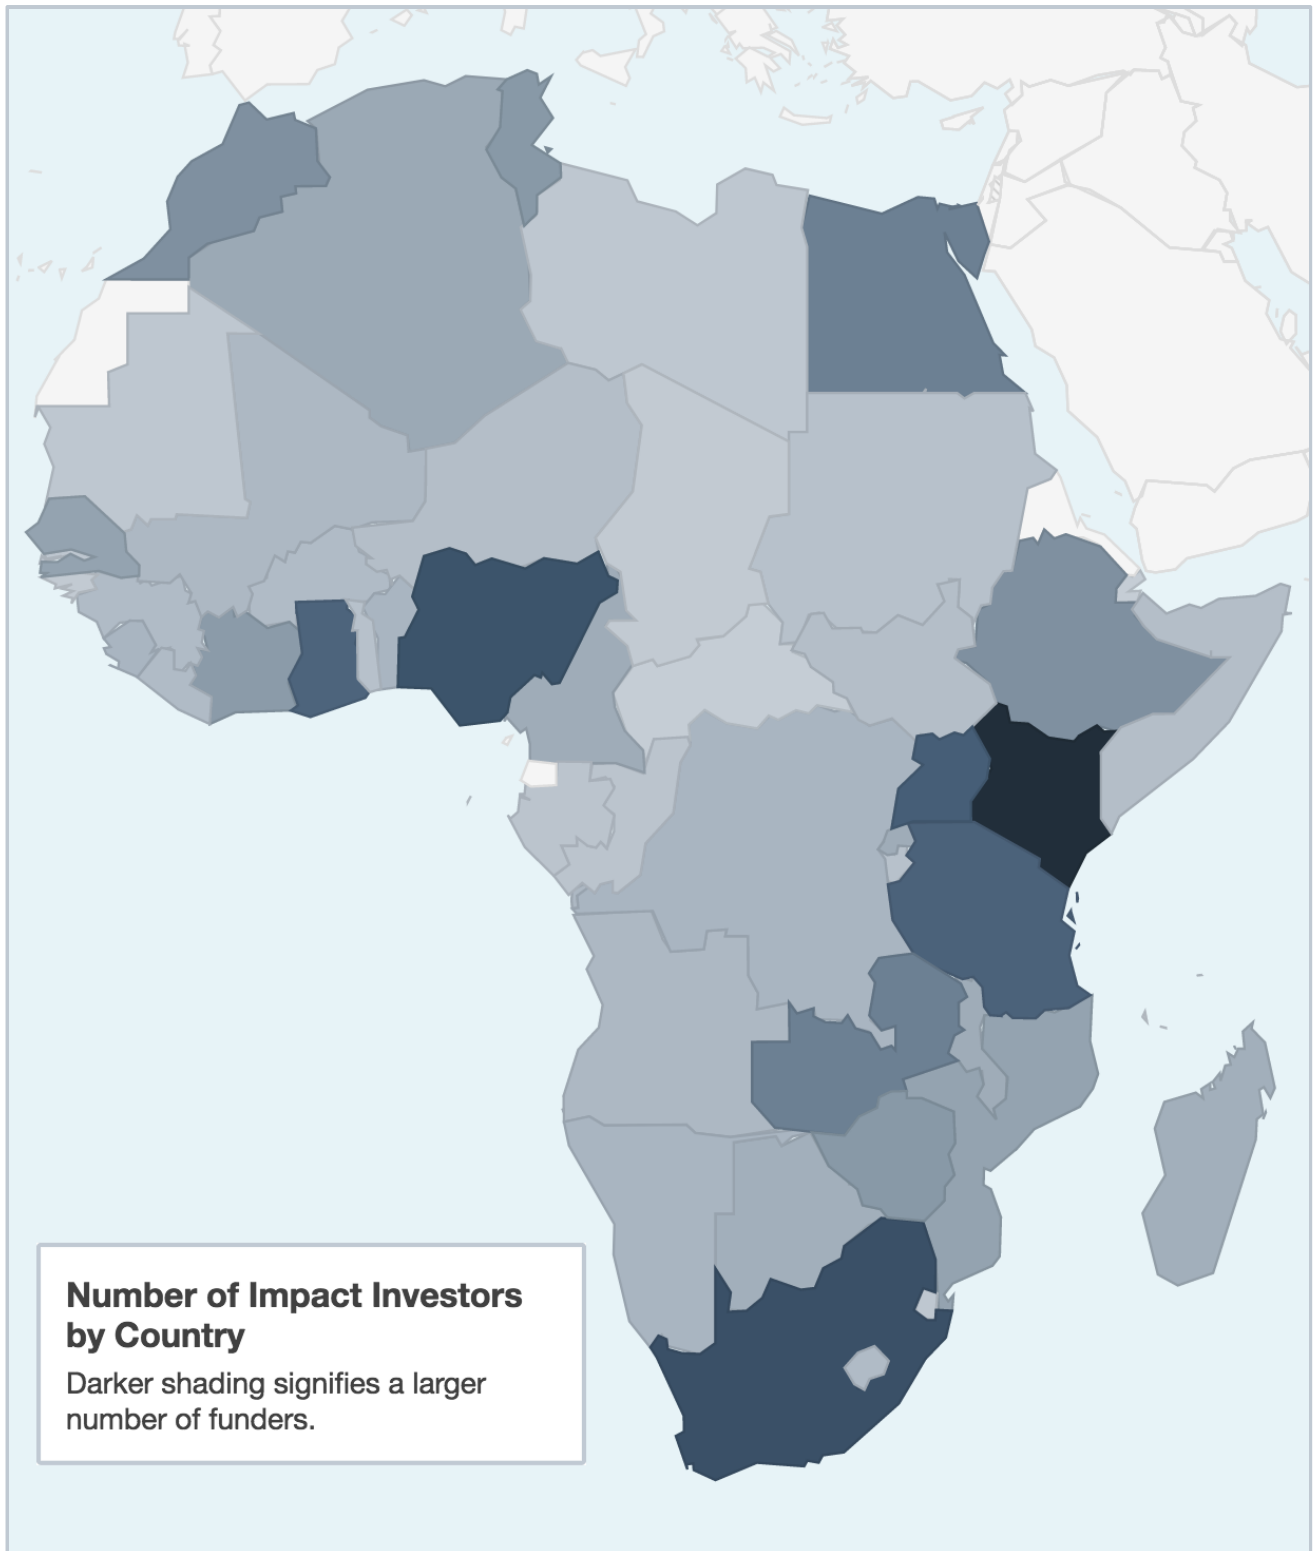 Number of Impact Investors
by Country
Darker shading signifies a larger
number of funders.